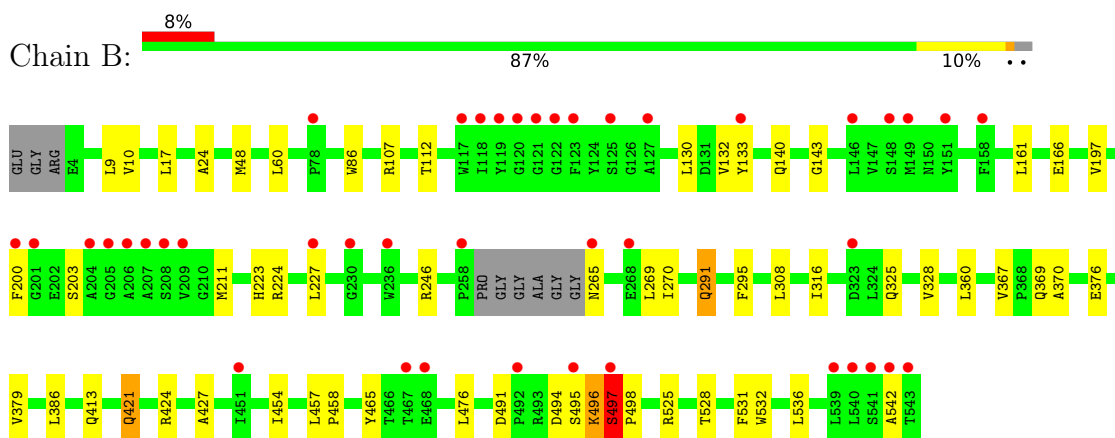 8%
Chain B:
87% 10% • •
GLU GLY ARG E4 L9 V10 L17 A24 M48 L60 P78 W86 R107 T112 W117 I118 Y119 G120 G121 G122 F123 Y124 S125 G126 A127 L130 D131 V132 Y133 Q140 G143 L146 V147 S148 M149 N150 Y151 F158 L161 E166 V197
F200 G201 E202 S203 A204 G205 A206 A207 S208 V209 G210 M211 H223 R224 L227 G230 W236 R246 P258 PRO GLY GLY ALA GLY GLY N265 E268 L269 I270 Q291 F295 L308 I316 D323 L324 Q325 V328 L360 V367 P368 Q369 A370 E376
V379 L386 Q413 Q421 R424 A427 I451 I454 L457 P458 Y465 T466 T467 E468 L476 D491 P492 R493 D494 S495 K496 S497 P498 R525 T528 F531 W532 L536 L539 L540 S541 A542 T543